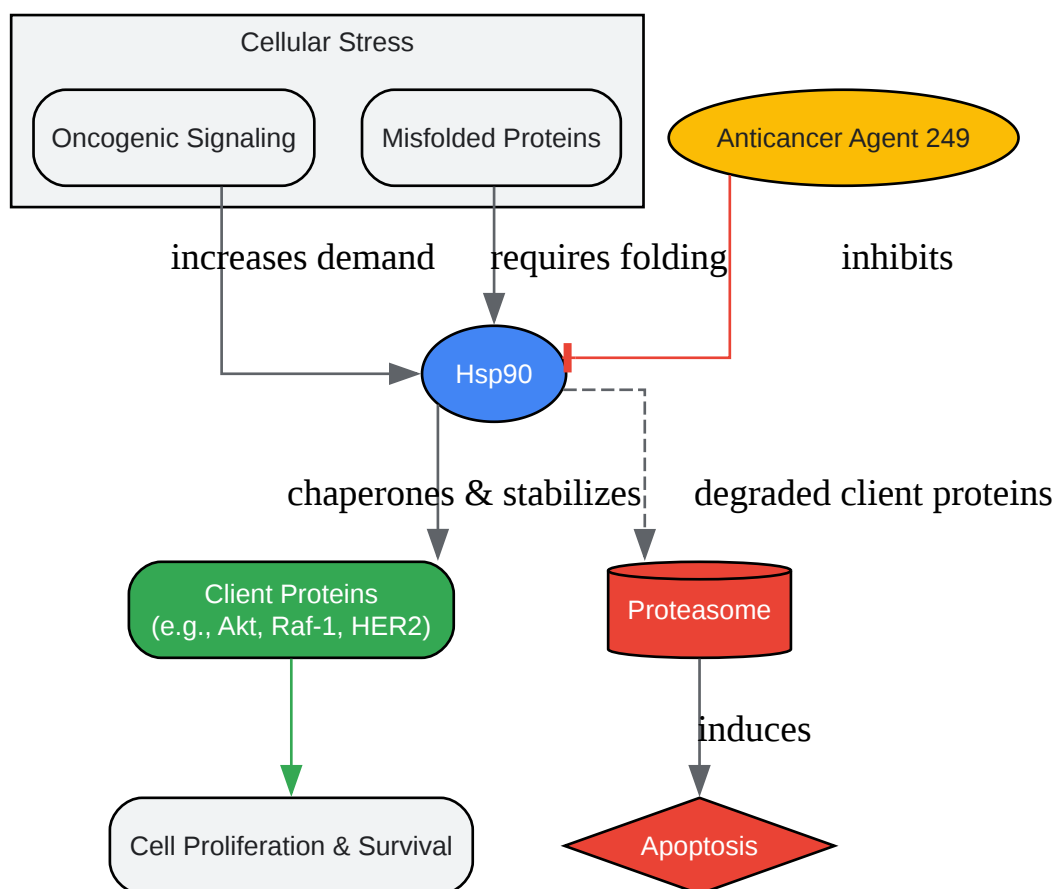 Cellular Stress
Oncogenic Signaling
Misfolded Proteins
Anticancer Agent 249
increases demand
requires folding
inhibits
Hsp90
chaperones & stabilizes
degraded client proteins
Client Proteins
(e.g., Akt, Raf-1, HER2)
Proteasome
induces
Cell Proliferation & Survival
Apoptosis